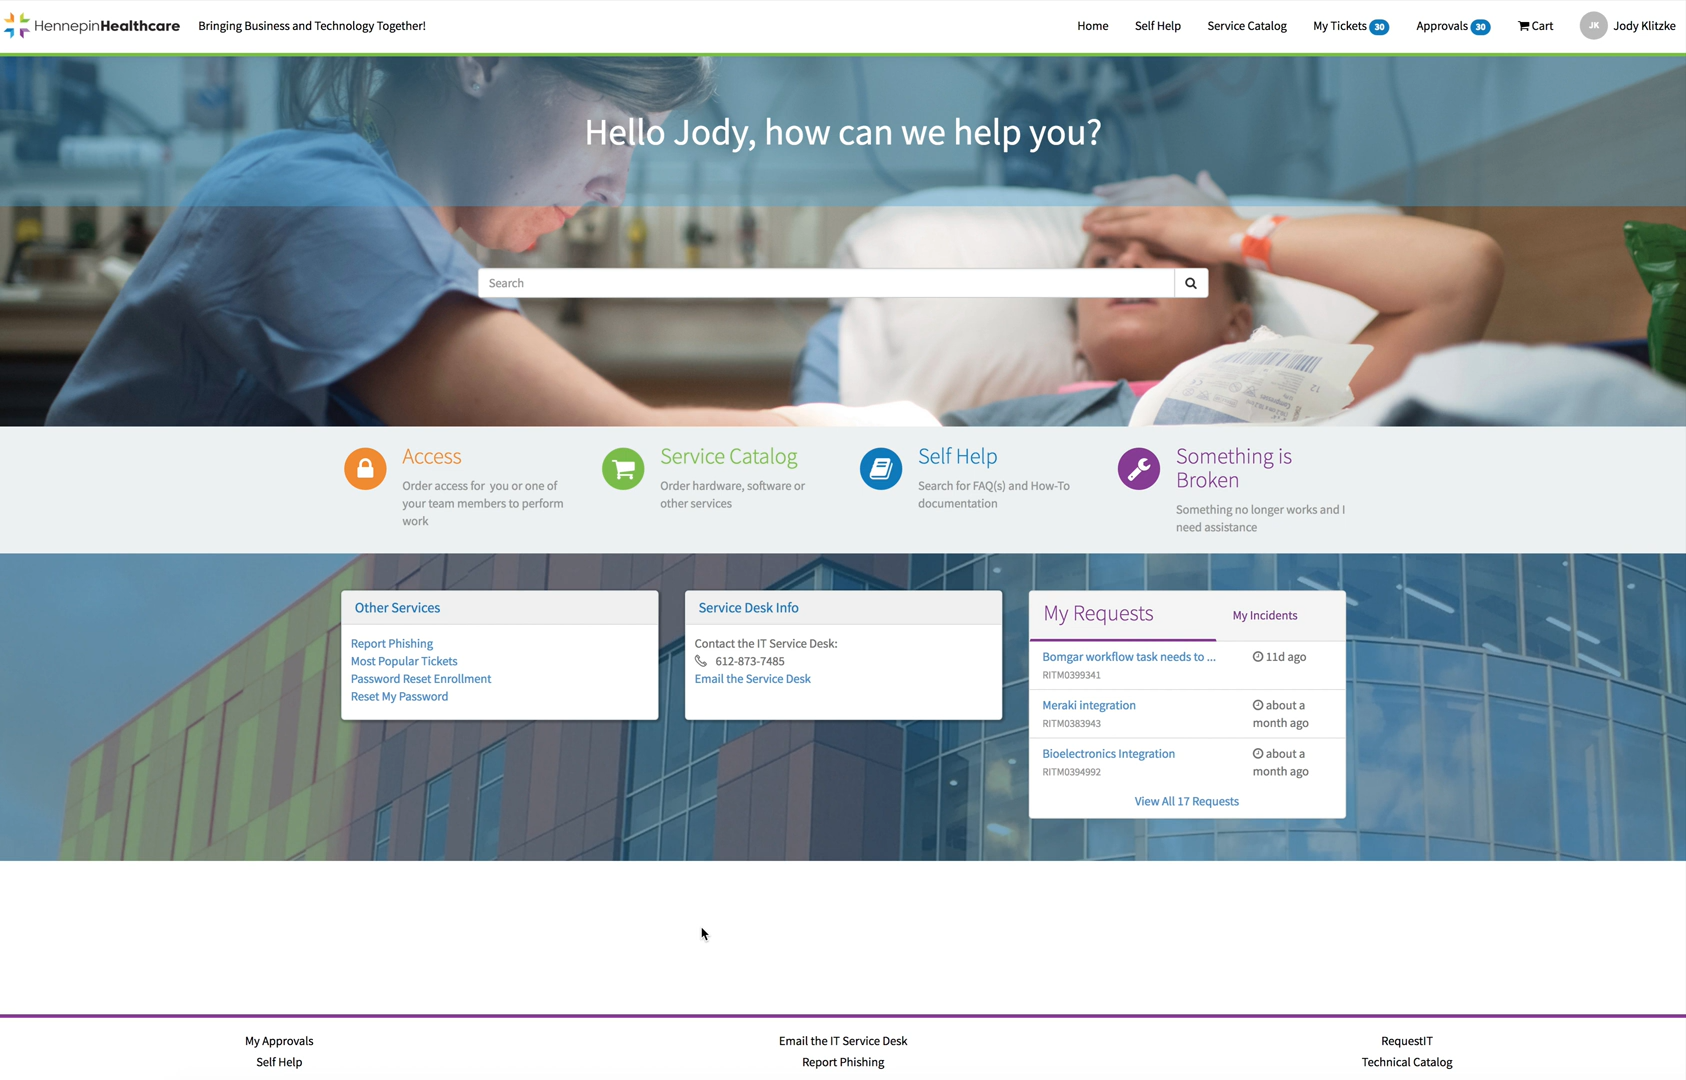 HennepinHealthcare
Bringing Business and Technology Together!
Home
Self Help
Service Catalog
My Tickets 30
Approvals 30
Cart
JK
Jody Klitzke
Hello Jody, how can we help you?
Search
Access
Order access for you or one of
your team members to perform
work
Service Catalog
Order hardware, software or
other services
Self Help
Search for FAQ(s) and How-To
documentation
Something is
Broken
Something no longer works and I
need assistance
Other Services
Report Phishing
Most Popular Tickets
Password Reset Enrollment
Reset My Password
Service Desk Info
Contact the IT Service Desk:
612-873-7485
Email the Service Desk
My Requests
My Incidents
Bomgar workflow task needs to ...
RITM0399341
11d ago
Meraki integration
RITM0383943
about a
month ago
Bioelectronics Integration
RITM0394992
about a
month ago
View All 17 Requests
My Approvals
Email the IT Service Desk
RequestIT
Self Help
Report Phishing
Technical Catalog